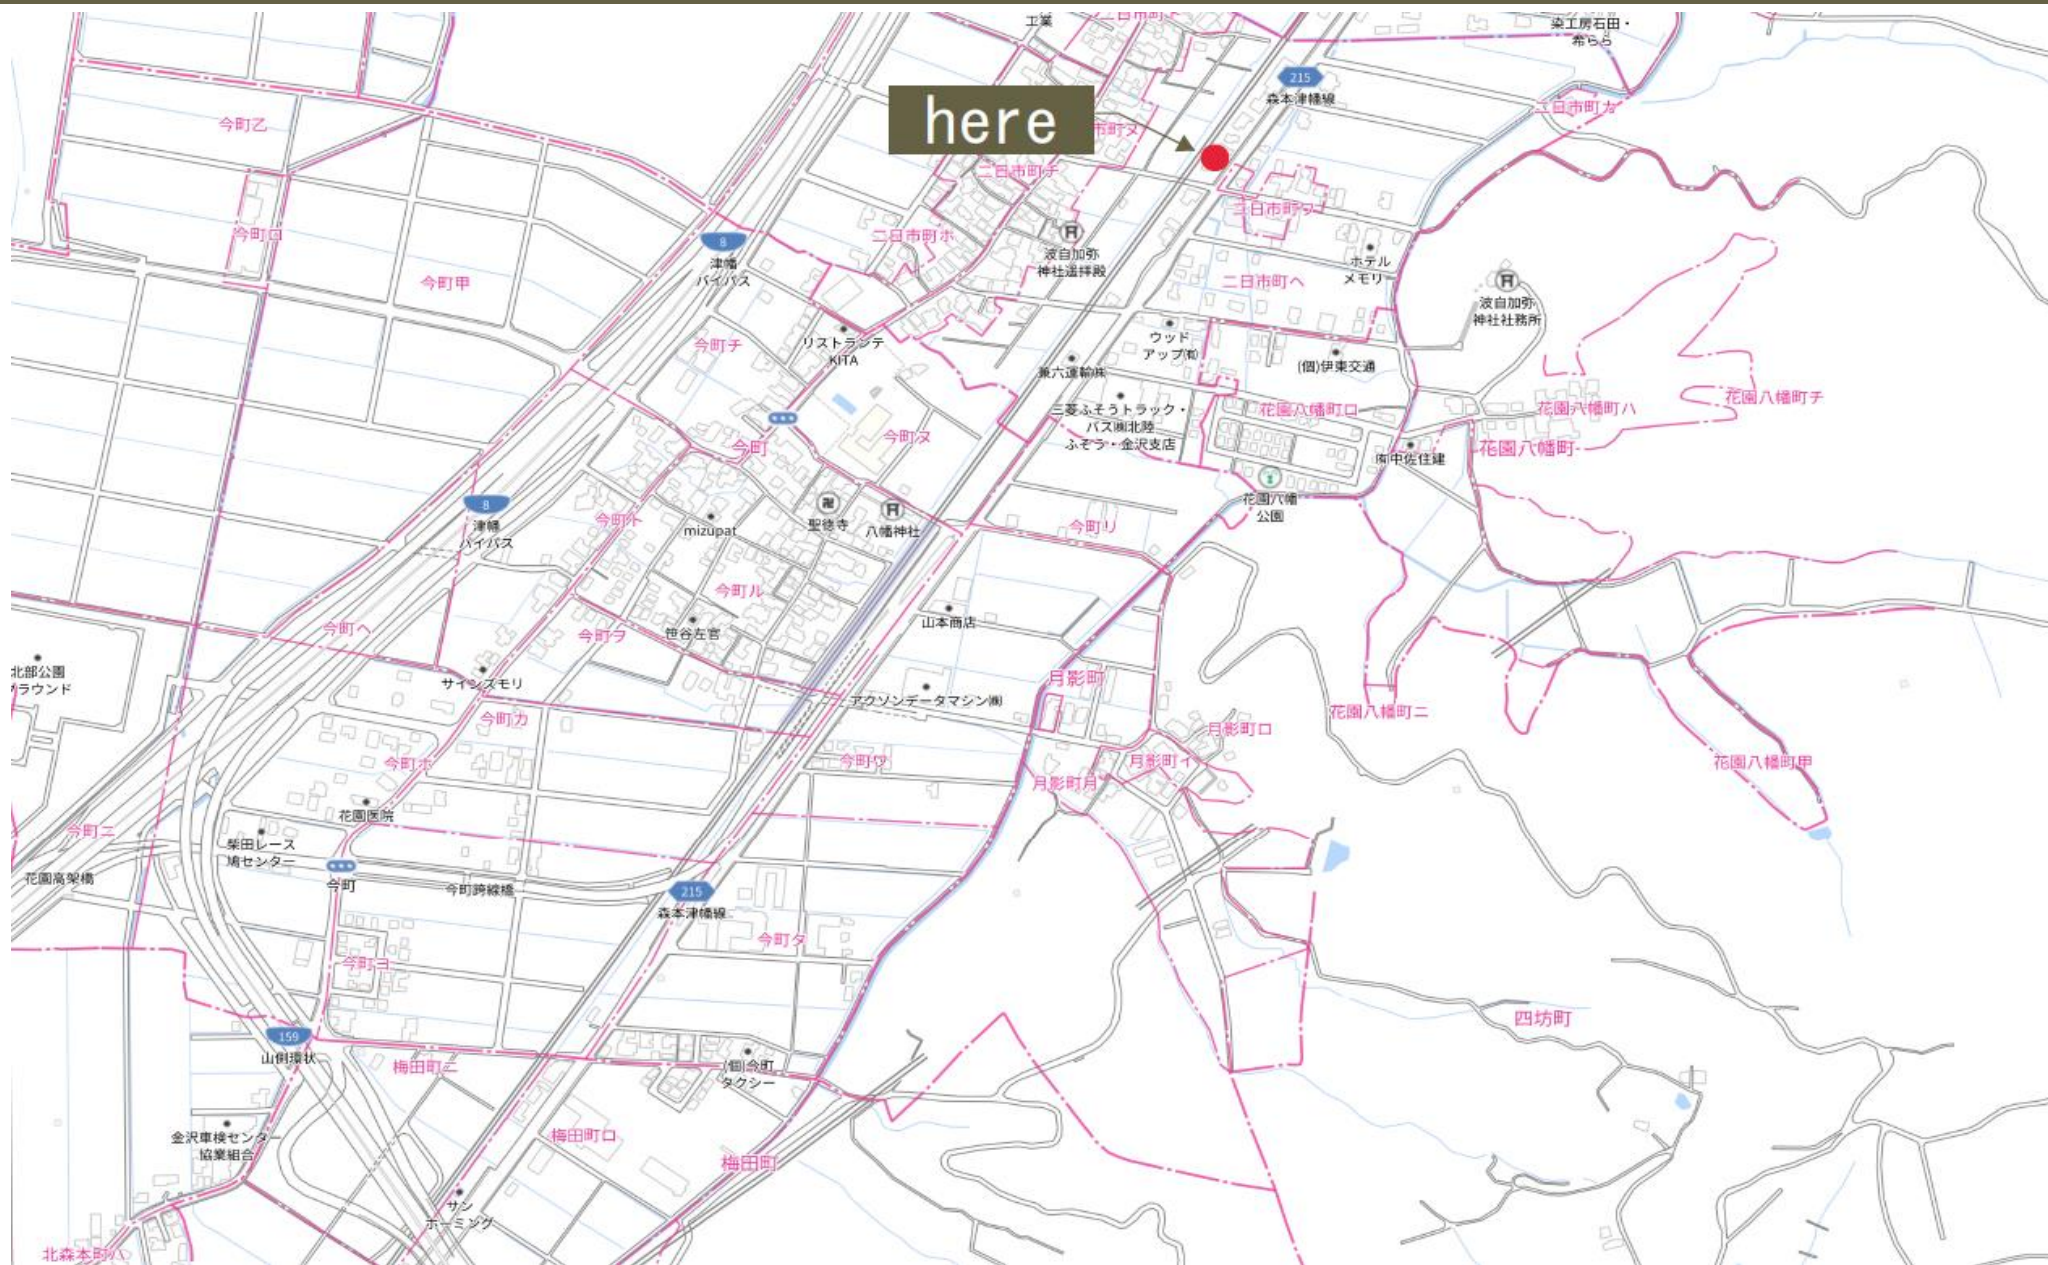 工業
二日市町ト
染工房石田・
希らら
215
森本津幡線
二日市町カ
here
市町ヌ
今町乙
二日市町チ
今町ロ
二日市町ワ
8
津幡
バイパス
二日市町ホ
波自加弥
神社遥拝殿
ホテル
メモリー
今町甲
二日市町ヘ
波自加弥
神社社務所
今町チ
リストランテ
KITA
ウッド
アップ㈲
兼六運輸㈱
(個)伊東交通
三菱ふそうトラック・
バス㈱北陸
ふそう・金沢支店
花園八幡町ロ
花園八幡町ハ
花園八幡町チ
今町
今町ヌ
㈲中佐住建
花園八幡町
8
津幡
バイパス
今町ト
mizupat
聖徳寺
八幡神社
花園八幡
公園
今町リ
今町ル
今町ヘ
今町ヲ
笹谷左官
山本商店
北部公園
グラウンド
サインズモリ
アクソンデータマシン㈱
月影町
今町カ
花園八幡町ニ
月影町ロ
今町ホ
今町ワ
月影町イ
月影町月
花園八幡町甲
花園医院
今町ニ
柴田レース
鳩センター
花園高架橋
今町
今町跨線橋
215
森本津幡線
今町タ
今町ヨ
四坊町
159
山側環状
梅田町ニ
(個)今町
タクシー
金沢車検センター
協業組合
梅田町ロ
梅田町
サン
ホーミング
北森本町ハ